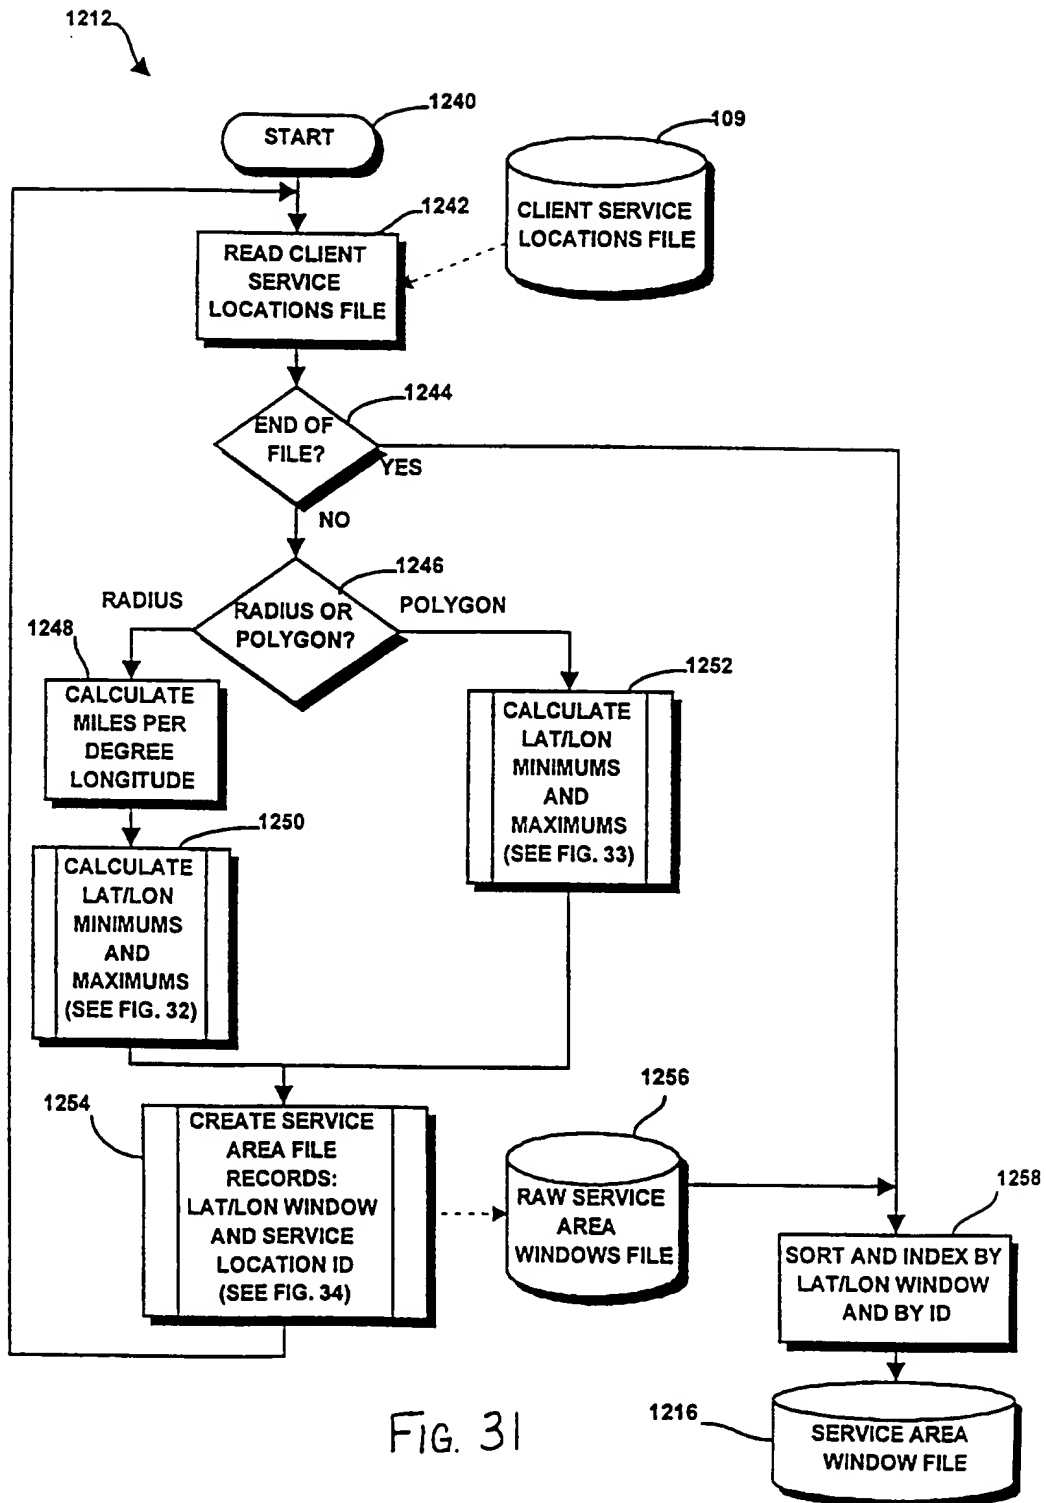 1212
1240
START
109
CLIENT SERVICE
LOCATIONS FILE
1242
READ CLIENT
SERVICE
LOCATIONS FILE
1244
END OF
FILE?
YES
NO
1246
RADIUS OR
POLYGON?
RADIUS
POLYGON
1248
CALCULATE
MILES PER
DEGREE
LONGITUDE
1252
CALCULATE
LAT/LON
MINIMUMS
AND
MAXIMUMS
(SEE FIG. 33)
1250
CALCULATE
LAT/LON
MINIMUMS
AND
MAXIMUMS
(SEE FIG. 32)
1254
CREATE SERVICE
AREA FILE
RECORDS:
LAT/LON WINDOW
AND SERVICE
LOCATION ID
(SEE FIG. 34)
1256
RAW SERVICE
AREA
WINDOWS FILE
1258
SORT AND INDEX BY
LAT/LON WINDOW
AND BY ID
1216
SERVICE AREA
WINDOW FILE
FIG. 31